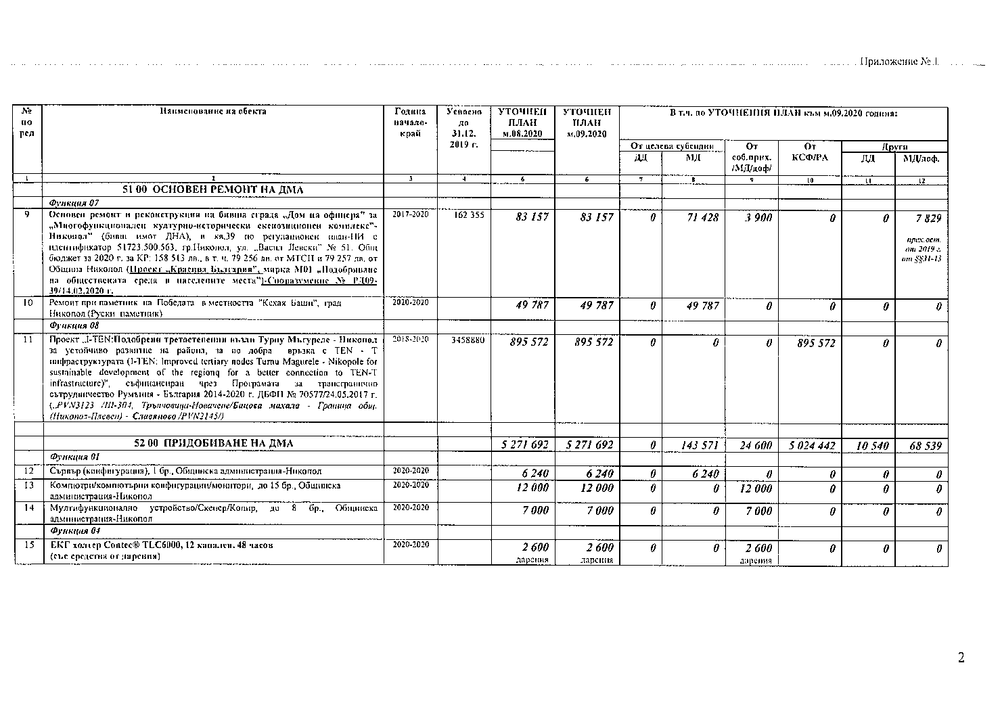 Приложение № 1
№ по ред | Наименование на обекта | Година начало-край | Усвоено до 31.12. 2019 г. | УТОЧНЕН ПЛАН м.08.2020 | УТОЧНЕН ПЛАН м.09.2020 | В т.ч. по УТОЧНЕНИЯ ПЛАН към м.09.2020 година:
От целева субсидия | От соб.прих. /МД/доф/ | От КСФ/РА | Други
ДД | МД | ДД | МД/доф.
1 | 2 | 3 | 4 | 6 | 6 | 7 | 8 | 9 | 10 | 11 | 12
51 00 ОСНОВЕН РЕМОНТ НА ДМА
Функция 07
9 | Основен ремонт и реконструкция на бивша сграда „Дом на офицера" за | 2017-2020 | 162 355 | 83 157 | 83 157 | 0 | 71 428 | 3 900 | 0 | 0 | 7 829
„Многофункционален културно-исторически експозиционен комплекс"-
Никопол" (бивш имот ДНА), в кв.39 по регулационен план-ПИ с | прех.ост.
идентификатор 51723.500.563, гр.Никопол, ул. „Васил Левски" № 51. Общ | от 2019 г.
бюджет за 2020 г. за КР: 158 513 лв., в т. ч. 79 256 лв. от МТСП и 79 257 лв. от | от §§31-13
Община Никопол (Проект „Красива България", мярка М01 „Подобряване
на обществената среда в населените места")-Споразумение № РД09-
39/14.02.2020 г.
10 | Ремонт при паметник на Победата в местността "Кехая Баши", град | 2020-2020 | 49 787 | 49 787 | 0 | 49 787 | 0 | 0 | 0 | 0
Никопол (Руски паметник)
Функция 08
11 | Проект „I-TEN:Подобрени третостепенни възли Турну Мъгуреле - Никопол | 2018-2020 | 3458880 | 895 572 | 895 572 | 0 | 0 | 0 | 895 572 | 0 | 0
за устойчиво развитие на района, за по добра връзка с TEN - T
инфраструктурата (I-TEN: Improved tertiary nodes Turnu Magurele - Nikopole for
sustainable development of the regionq for a better connection to TEN-T
infrastructure)", съфинансиран чрез Програмата за трансгранично
сътрудничество Румъния - България 2014-2020 г. ДБФП № 70577/24.05.2017 г.
(„PVN3123 /III-304, Тръпчовица-Новачене/Бацова махала - Граница общ.
(Никопол-Плевен) - Славяново /PVN2145/)
52 00 ПРИДОБИВАНЕ НА ДМА | 5 271 692 | 5 271 692 | 0 | 143 571 | 24 600 | 5 024 442 | 10 540 | 68 539
Функция 01
12 | Сървър (конфигурация), 1 бр., Общинска администрация-Никопол | 2020-2020 | 6 240 | 6 240 | 0 | 6 240 | 0 | 0 | 0 | 0
13 | Компютри/компютърни конфигурации/монитори, до 15 бр., Общинска | 2020-2020 | 12 000 | 12 000 | 0 | 0 | 12 000 | 0 | 0 | 0
администрация-Никопол
14 | Мултифункционално устройство/Скенер/Копир, до 8 бр., Общинска | 2020-2020 | 7 000 | 7 000 | 0 | 0 | 7 000 | 0 | 0 | 0
администрация-Никопол
Функция 04
15 | ЕКГ холтер Contec® TLC6000, 12 канален, 48 часов | 2020-2020 | 2 600 | 2 600 | 0 | 0 | 2 600 | 0 | 0 | 0
(със средства от дарения) | дарения | дарения | дарения
2